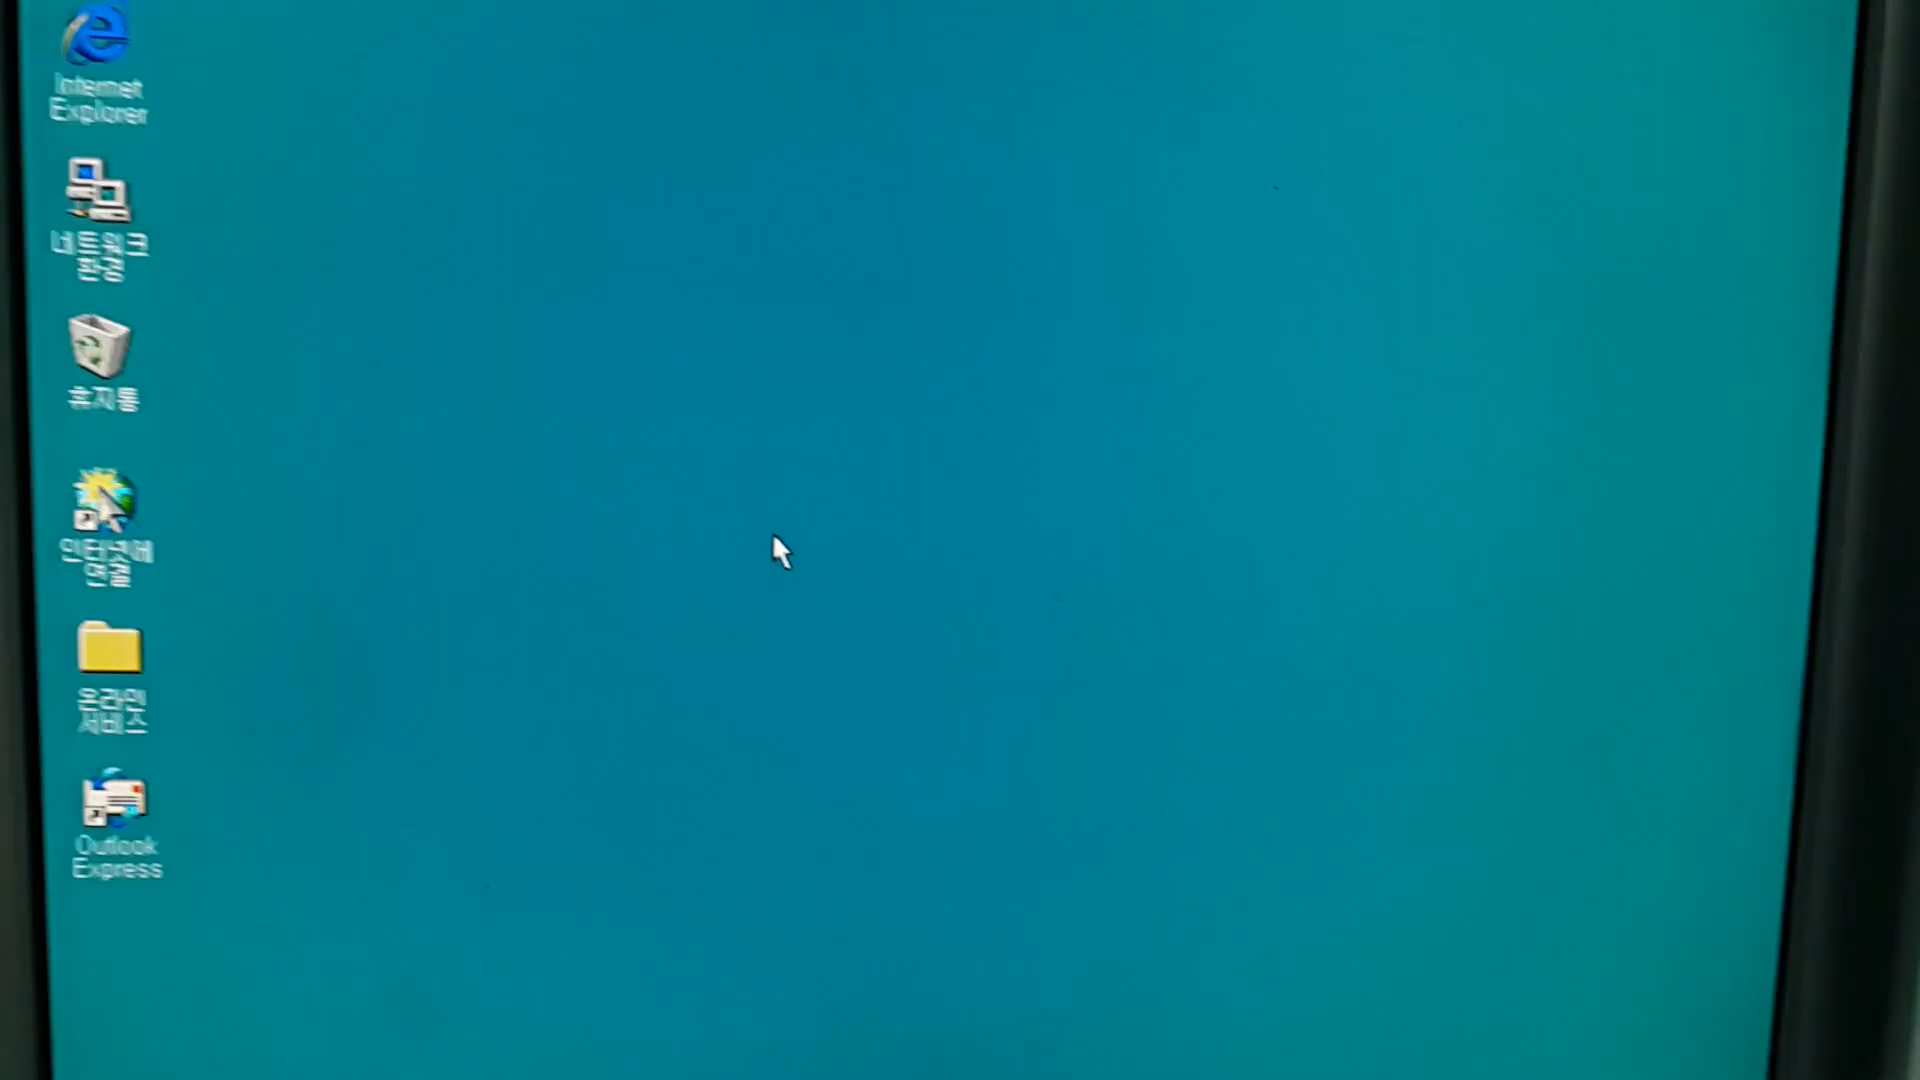 Internet
Explorer
네트워크
환경
휴지통
인터넷에
연결
온라인
서비스
Outlook
Express